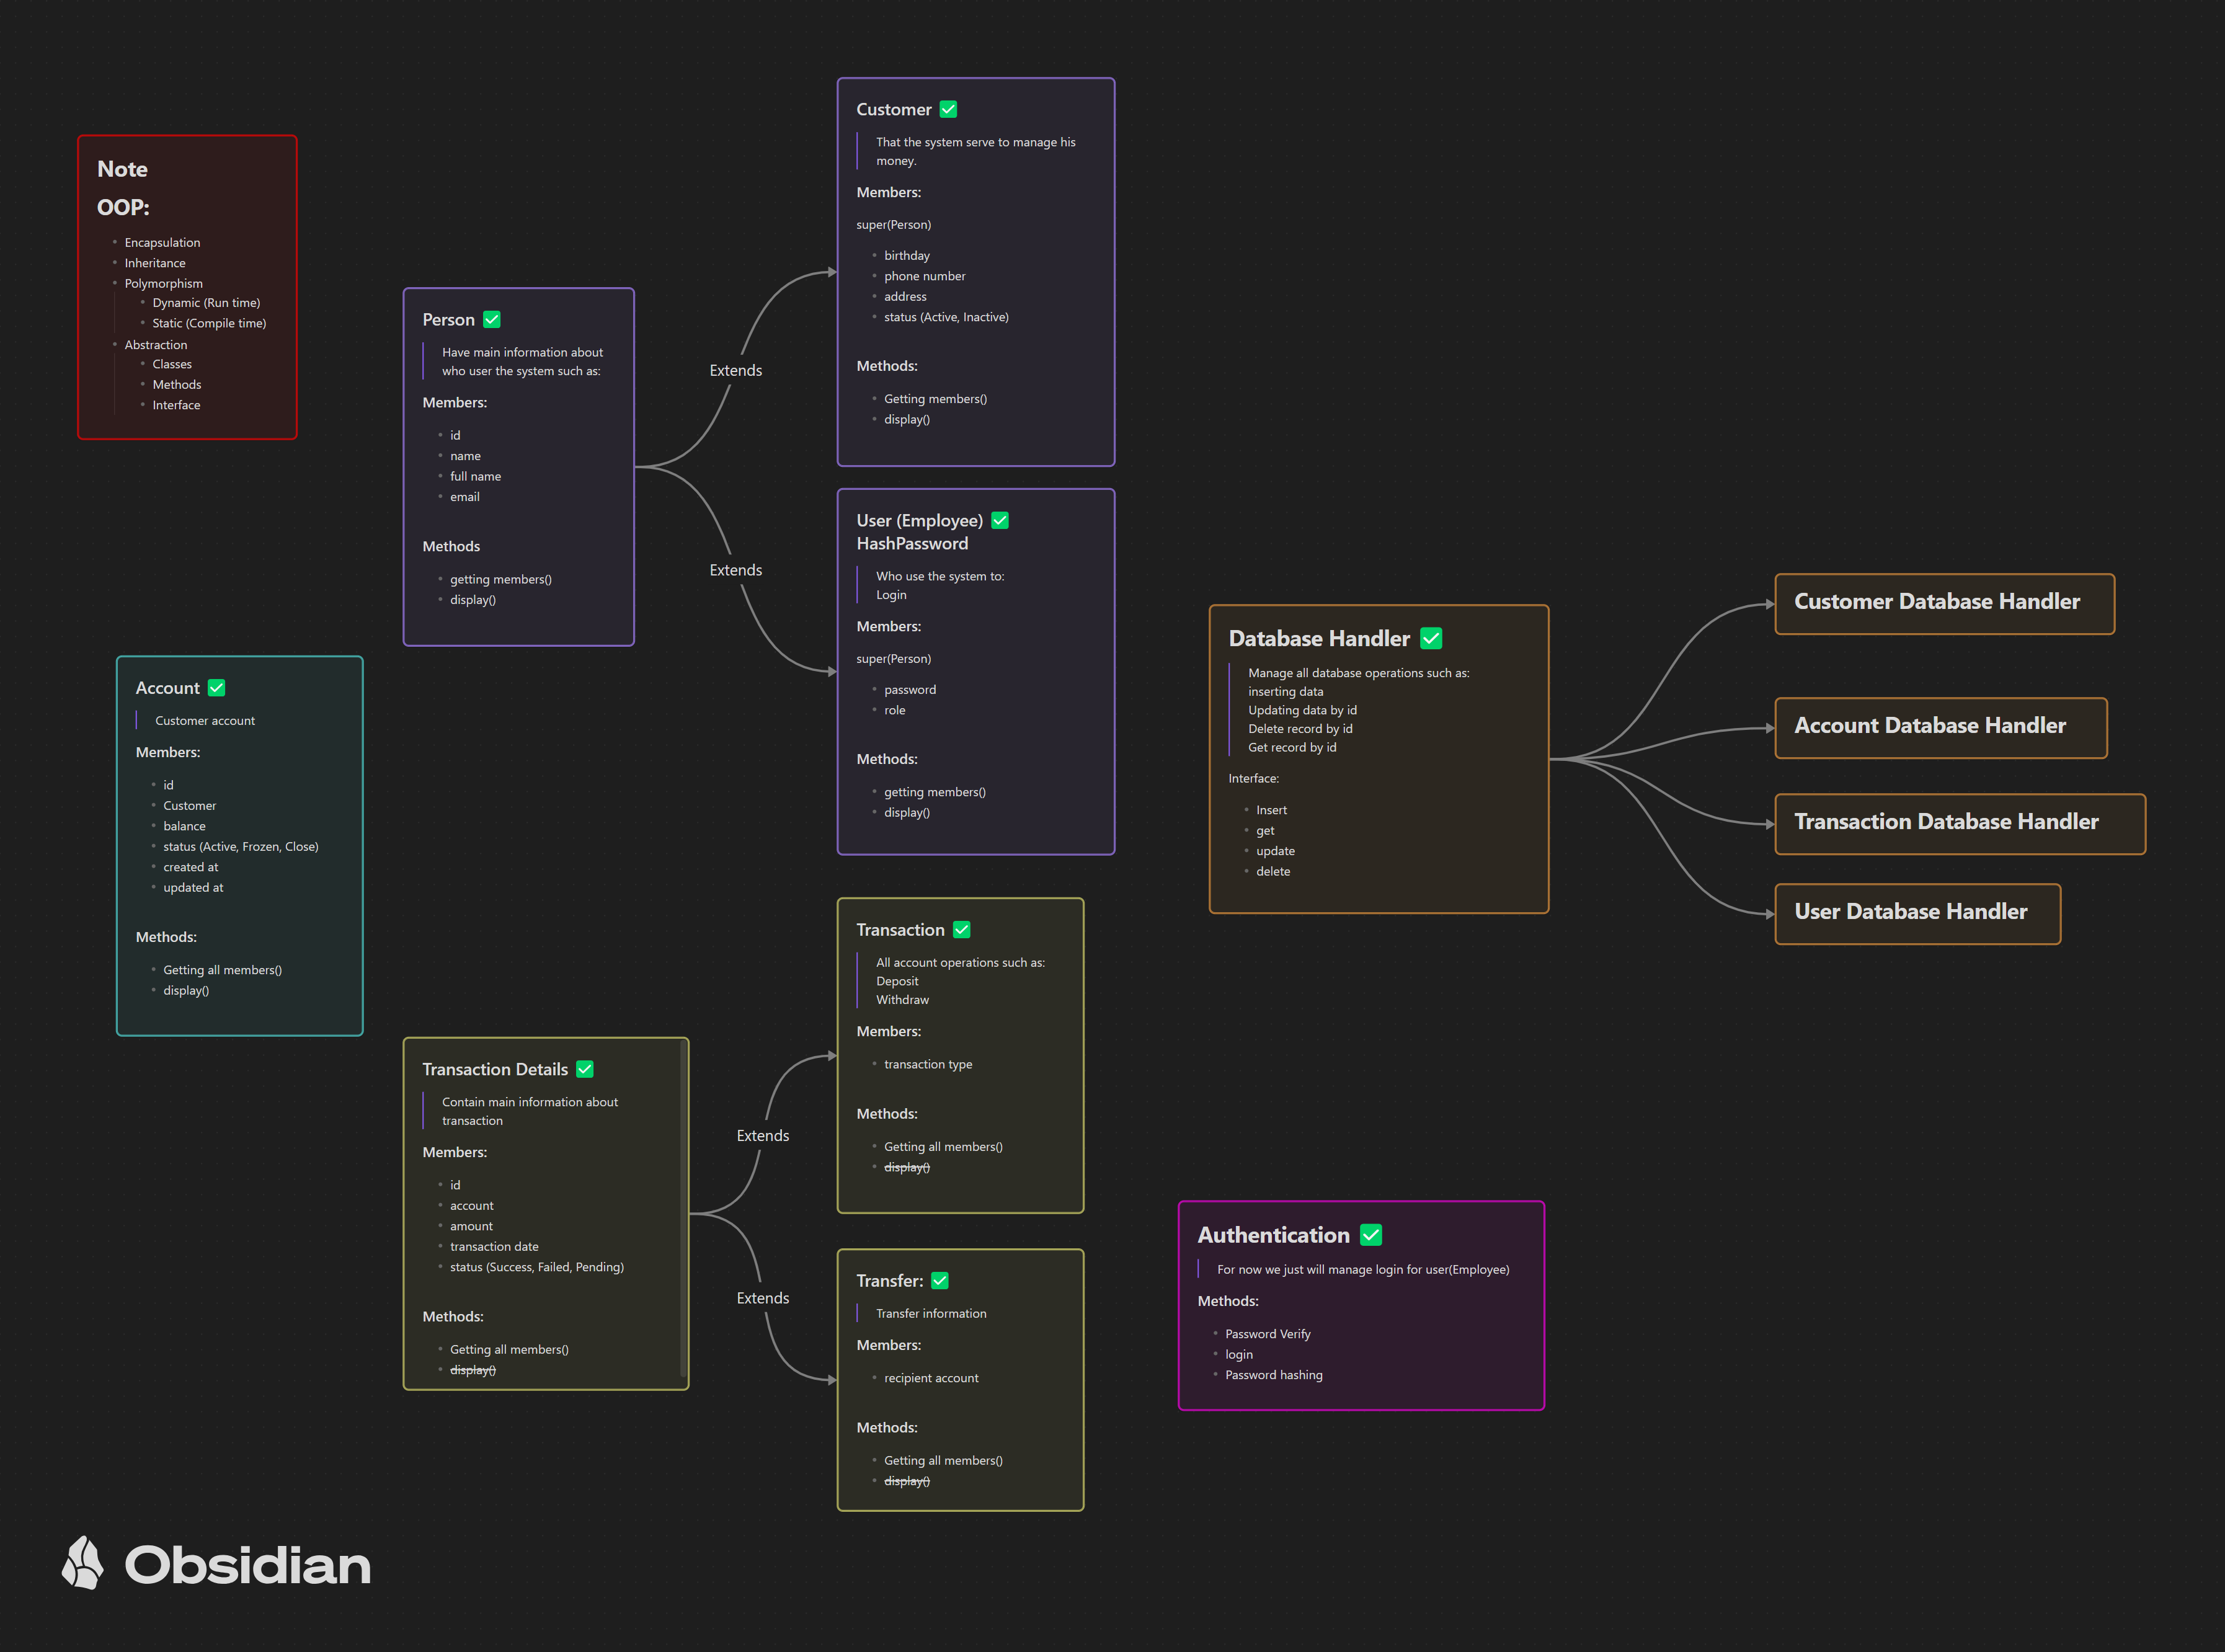 Note
OOP:
Encapsulation
Inheritance
Polymorphism
Dynamic (Run time)
Static (Compile time)
Abstraction
Classes
Methods
Interface
Person ✅
Have main information about
who user the system such as:
Members:
id
name
full name
email
Methods
getting members()
display()
Extends
Extends
Customer ✅
That the system serve to manage his
money.
Members:
super(Person)
birthday
phone number
address
status (Active, Inactive)
Methods:
Getting members()
display()
User (Employee) ✅
HashPassword
Who use the system to:
Login
Members:
super(Person)
password
role
Methods:
getting members()
display()
Account ✅
Customer account
Members:
id
Customer
balance
status (Active, Frozen, Close)
created at
updated at
Methods:
Getting all members()
display()
Transaction Details ✅
Contain main information about
transaction
Members:
id
account
amount
transaction date
status (Success, Failed, Pending)
Methods:
Getting all members()
display()
Extends
Extends
Transaction ✅
All account operations such as:
Deposit
Withdraw
Members:
transaction type
Methods:
Getting all members()
display()
Transfer: ✅
Transfer information
Members:
recipient account
Methods:
Getting all members()
display()
Database Handler ✅
Manage all database operations such as:
inserting data
Updating data by id
Delete record by id
Get record by id
Interface:
Insert
get
update
delete
Customer Database Handler
Account Database Handler
Transaction Database Handler
User Database Handler
Authentication ✅
For now we just will manage login for user(Employee)
Methods:
Password Verify
login
Password hashing
Obsidian